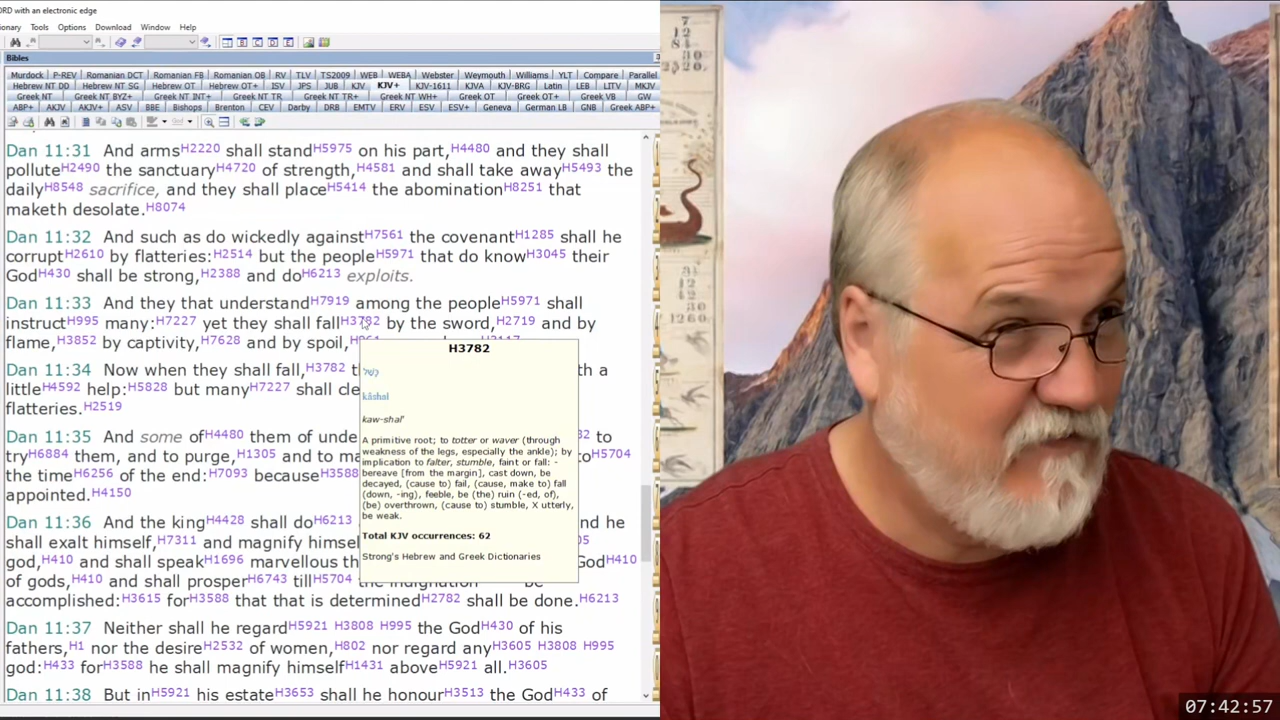 ORD with an electronic edge
ionary Tools Options Download Window Help
B C D E
Bibles
Murdock P-REV Romanian DCT Romanian FB Romanian OB RV TLV TS2009 WEB WEBA Webster Weymouth Williams YLT Compare Parallel
Hebrew NT DD Hebrew NT SG Hebrew OT Hebrew OT+ ISV JPS JUB KJV KJV+ KJV-1611 KJVA KJV-BRG Latin LEB LITV MKJV
Greek NT Greek NT BYZ+ Greek NT INT+ Greek NT TR Greek NT TR+ Greek NT WH+ Greek OT Greek OT+ Greek VB GW
ABP+ AKJV AKJV+ ASV BBE Bishops Brenton CEV Darby DRB EMTV ERV ESV ESV+ Geneva German LB GNB Greek ABP+
Dan 11:31 And armsH2220 shall standH5975 on his part,H4480 and they shall
polluteH2490 the sanctuaryH4720 of strength,H4581 and shall take awayH5493 the
dailyH8548 sacrifice, and they shall placeH5414 the abominationH8251 that
maketh desolate.H8074
Dan 11:32 And such as do wickedly againstH7561 the covenantH1285 shall he
corruptH2610 by flatteries:H2514 but the peopleH5971 that do knowH3045 their
GodH430 shall be strong,H2388 and doH6213 exploits.
Dan 11:33 And they that understandH7919 among the peopleH5971 shall
instructH995 many:H7227 yet they shall fallH3782 by the sword,H2719 and by
flame,H3852 by captivity,H7628 and by spoil,
Dan 11:34 Now when they shall fall,H3782 th a
littleH4592 help:H5828 but manyH7227 shall cle
flatteries.H2519
Dan 11:35 And some ofH4480 them of unde to
tryH6884 them, and to purge,H1305 and to ma toH5704
the timeH6256 of the end:H7093 becauseH3588
appointed.H4150
Dan 11:36 And the kingH4428 shall doH6213 nd he
shall exalt himself,H7311 and magnify himsel
god,H410 and shall speakH1696 marvellous th GodH410
of gods,H410 and shall prosperH6743 tillH5704 the indignation be
accomplished:H3615 forH3588 that that is determinedH2782 shall be done.H6213
Dan 11:37 Neither shall he regardH5921 H3808 H995 the GodH430 of his
fathers,H1 nor the desireH2532 of women,H802 nor regard anyH3605 H3808 H995
god:H433 forH3588 he shall magnify himselfH1431 aboveH5921 all.H3605
Dan 11:38 But inH5921 his estateH3653 shall he honourH3513 the GodH433 of
H3782
כָּשַׁל
kâshal
kaw-shal'
A primitive root; to totter or waver (through
weakness of the legs, especially the ankle); by
implication to falter, stumble, faint or fall: -
bereave [from the margin], cast down, be
decayed, (cause to) fail, (cause, make to) fall
(down, -ing), feeble, be (the) ruin (-ed, of),
(be) overthrown, (cause to) stumble, X utterly,
be weak.
Total KJV occurrences: 62
Strong's Hebrew and Greek Dictionaries
07:42:57